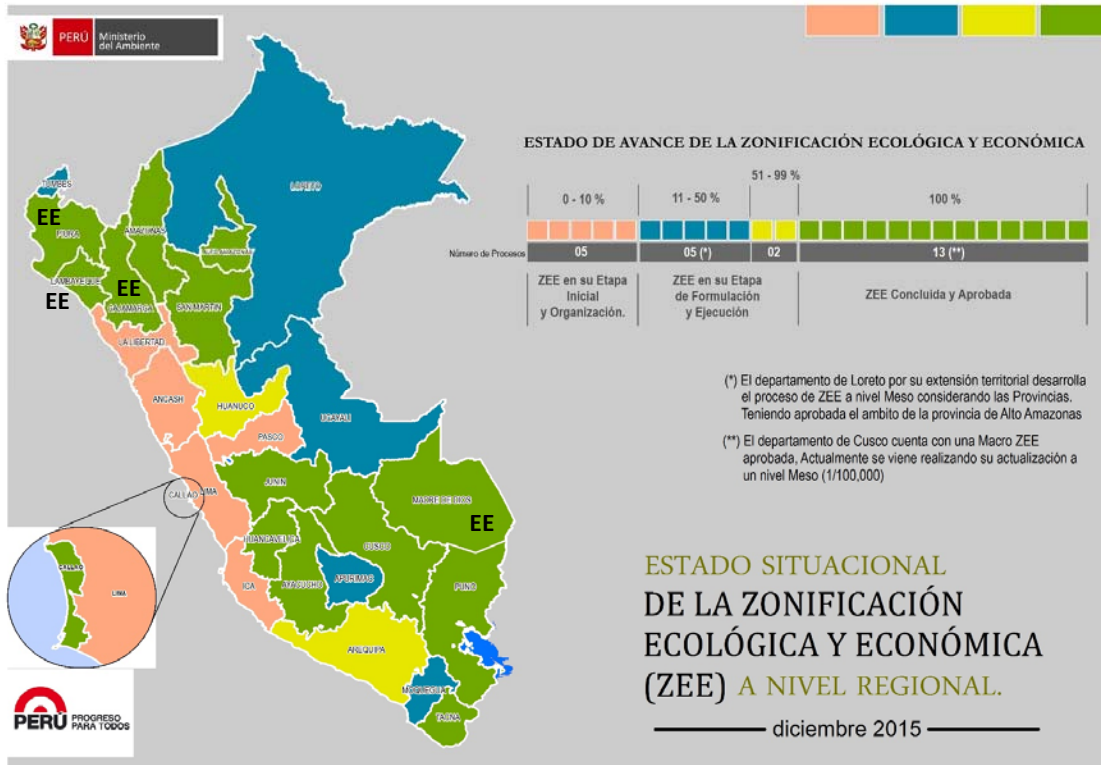 PERÚ
Ministerio
del Ambiente
ESTADO DE AVANCE DE LA ZONIFICACIÓN ECOLÓGICA Y ECONÓMICA
0 - 10 %
11 - 50 %
51 - 99 %
100 %
Número de Procesos
05
05 (*)
02
13 (**)
ZEE en su Etapa
Inicial
y Organización.
ZEE en su Etapa
de Formulación
y Ejecución
ZEE Concluida y Aprobada
(*) El departamento de Loreto por su extensión territorial desarrolla
el proceso de ZEE a nivel Meso considerando las Provincias.
Teniendo aprobada el ambito de la provincia de Alto Amazonas
(**) El departamento de Cusco cuenta con una Macro ZEE
aprobada, Actualmente se viene realizando su actualización a
un nivel Meso (1/100,000)
ESTADO SITUACIONAL
DE LA ZONIFICACIÓN
ECOLÓGICA Y ECONÓMICA
(ZEE) A NIVEL REGIONAL.
diciembre 2015
TUMBES
EE
PIURA
LORETO
AMAZONAS
ALTO AMAZONAS
LAMBAYEQUE
EE
EE
CAJAMARCA
SAN MARTIN
LA LIBERTAD
ANCASH
HUANUCO
UCAYALI
PASCO
JUNIN
CALLAO
LIMA
MADRE DE DIOS
EE
HUANCAVELICA
CUSCO
ICA
AYACUCHO
APURIMAC
PUNO
AREQUIPA
MOQUEGUA
TACNA
CALLAO
LIMA
PERÚ
PROGRESO
PARA TODOS